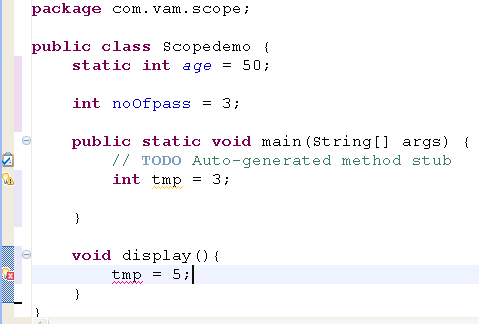 package com.vam.scope;
public class Scopedemo {
static int age = 50;
int noOfpass = 3;
public static void main(String[] args) {
// TODO Auto-generated method stub
int tmp = 3;
}
void display(){
tmp = 5;
}
}